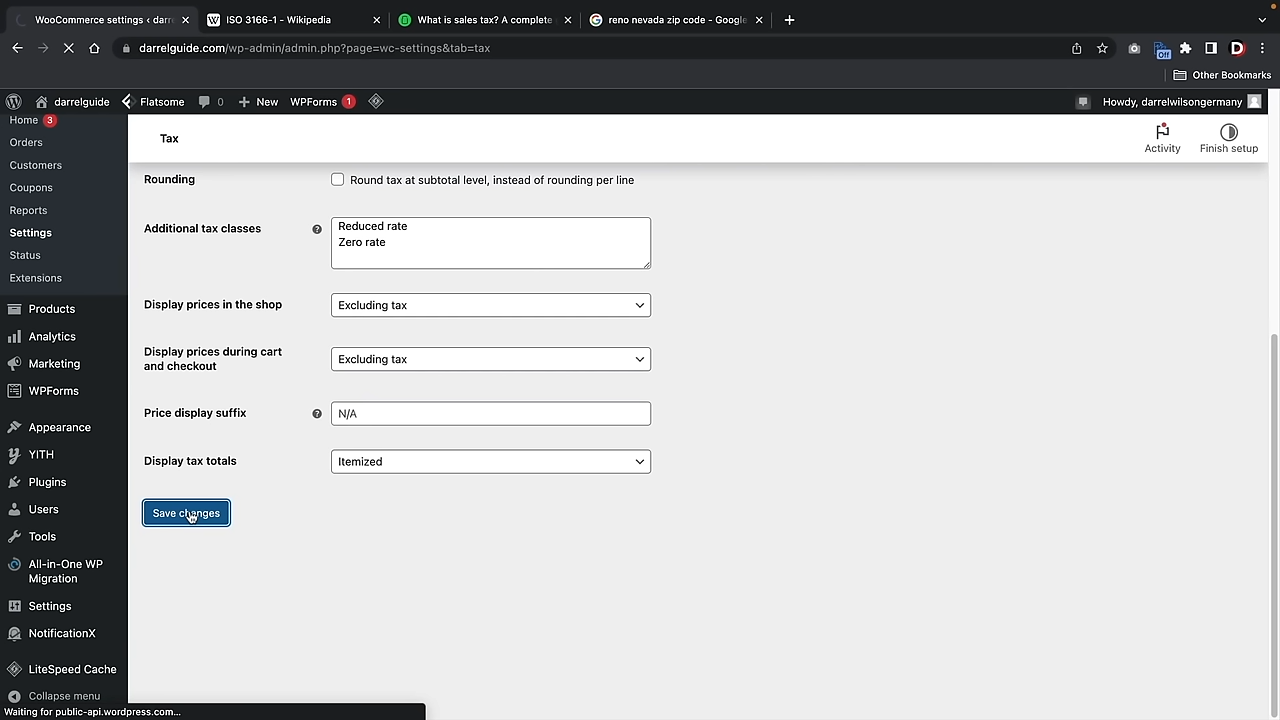 WooCommerce settings ‹ darr
ISO 3166-1 - Wikipedia
What is sales tax? A complete
reno nevada zip code - Google
darrelguide.com/wp-admin/admin.php?page=wc-settings&tab=tax
Off
D
Other Bookmarks
darrelguide
Flatsome
0
New
WPForms 1
Howdy, darrelwilsongermany
Home 3
Orders
Customers
Coupons
Reports
Settings
Status
Extensions
Products
Analytics
Marketing
WPForms
Appearance
YITH
Plugins
Users
Tools
All-in-One WP
Migration
Settings
NotificationX
LiteSpeed Cache
Collapse menu
Tax
Activity
Finish setup
Rounding
Round tax at subtotal level, instead of rounding per line
Additional tax classes
Reduced rate
Zero rate
Display prices in the shop
Excluding tax
Display prices during cart
and checkout
Excluding tax
Price display suffix
N/A
Display tax totals
Itemized
Save changes
Waiting for public-api.wordpress.com...